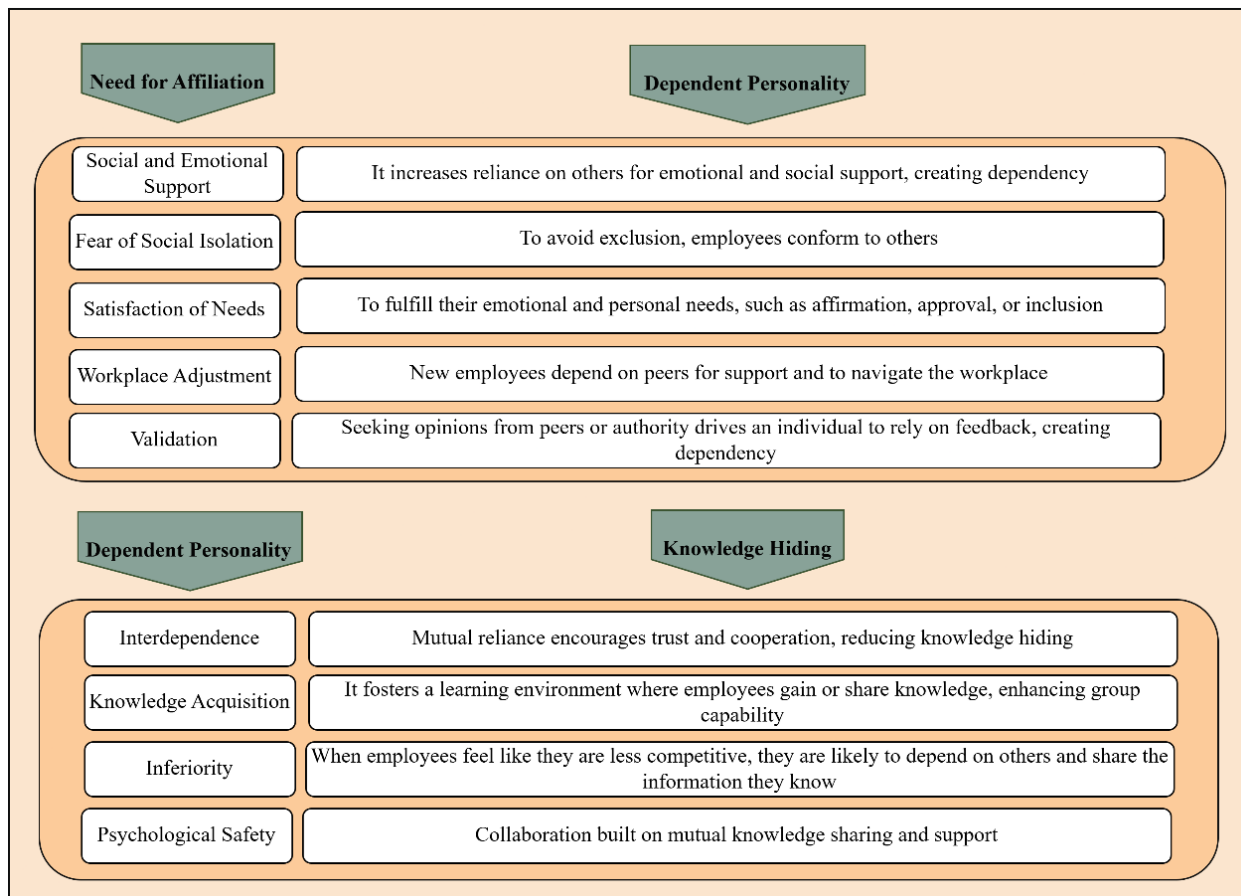 Need for Affiliation
Dependent Personality
Social and Emotional
Support
It increases reliance on others for emotional and social support, creating dependency
Fear of Social Isolation
To avoid exclusion, employees conform to others
Satisfaction of Needs
To fulfill their emotional and personal needs, such as affirmation, approval, or inclusion
Workplace Adjustment
New employees depend on peers for support and to navigate the workplace
Validation
Seeking opinions from peers or authority drives an individual to rely on feedback, creating
dependency
Dependent Personality
Knowledge Hiding
Interdependence
Mutual reliance encourages trust and cooperation, reducing knowledge hiding
Knowledge Acquisition
It fosters a learning environment where employees gain or share knowledge, enhancing group
capability
Inferiority
When employees feel like they are less competitive, they are likely to depend on others and share the
information they know
Psychological Safety
Collaboration built on mutual knowledge sharing and support